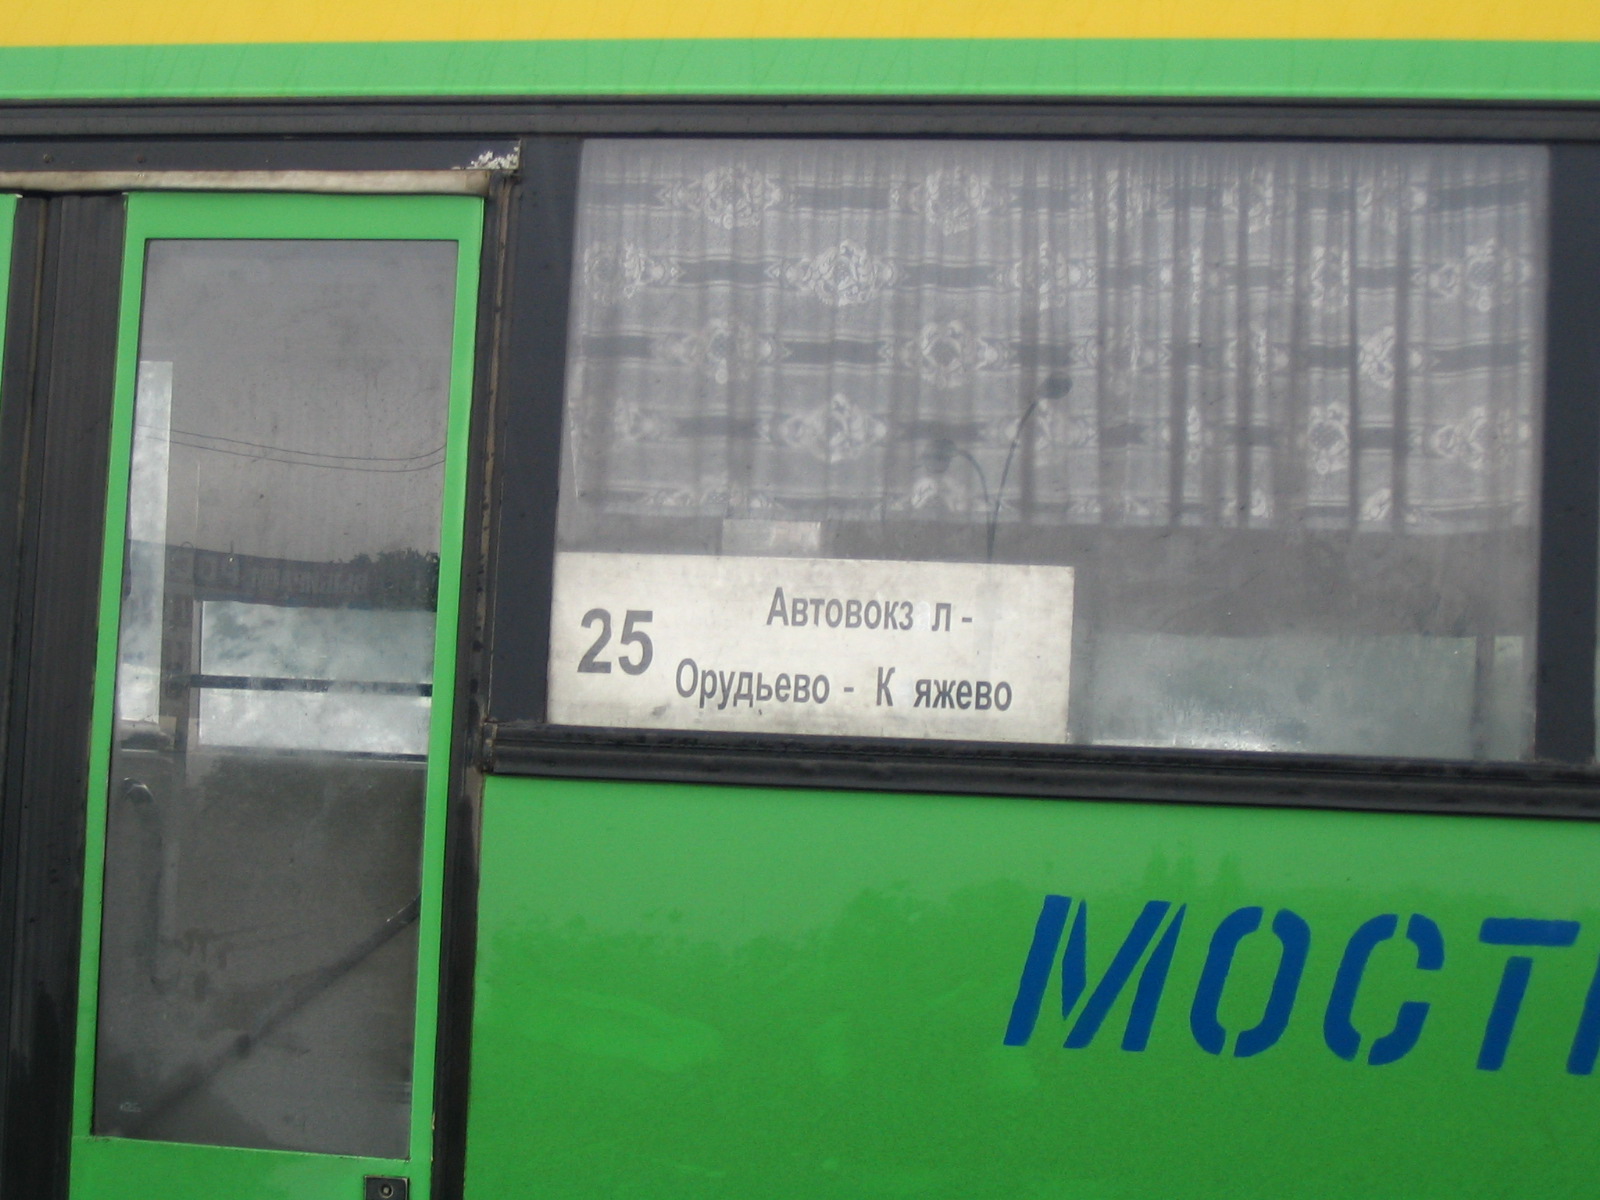 25
Автовокз л -
Орудьево - К яжево
МОСТ